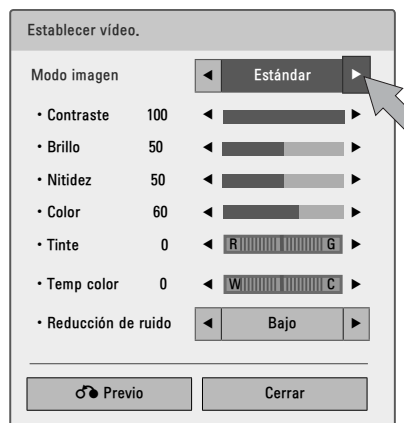 Establecer vídeo.
Modo imagen ◀ Estándar ▶
• Contraste 100
• Brillo 50
• Nitidez 50
• Color 60
• Tinte 0 R G
• Temp color 0 W C
• Reducción de ruido ◀ Bajo ▶
Previo Cerrar